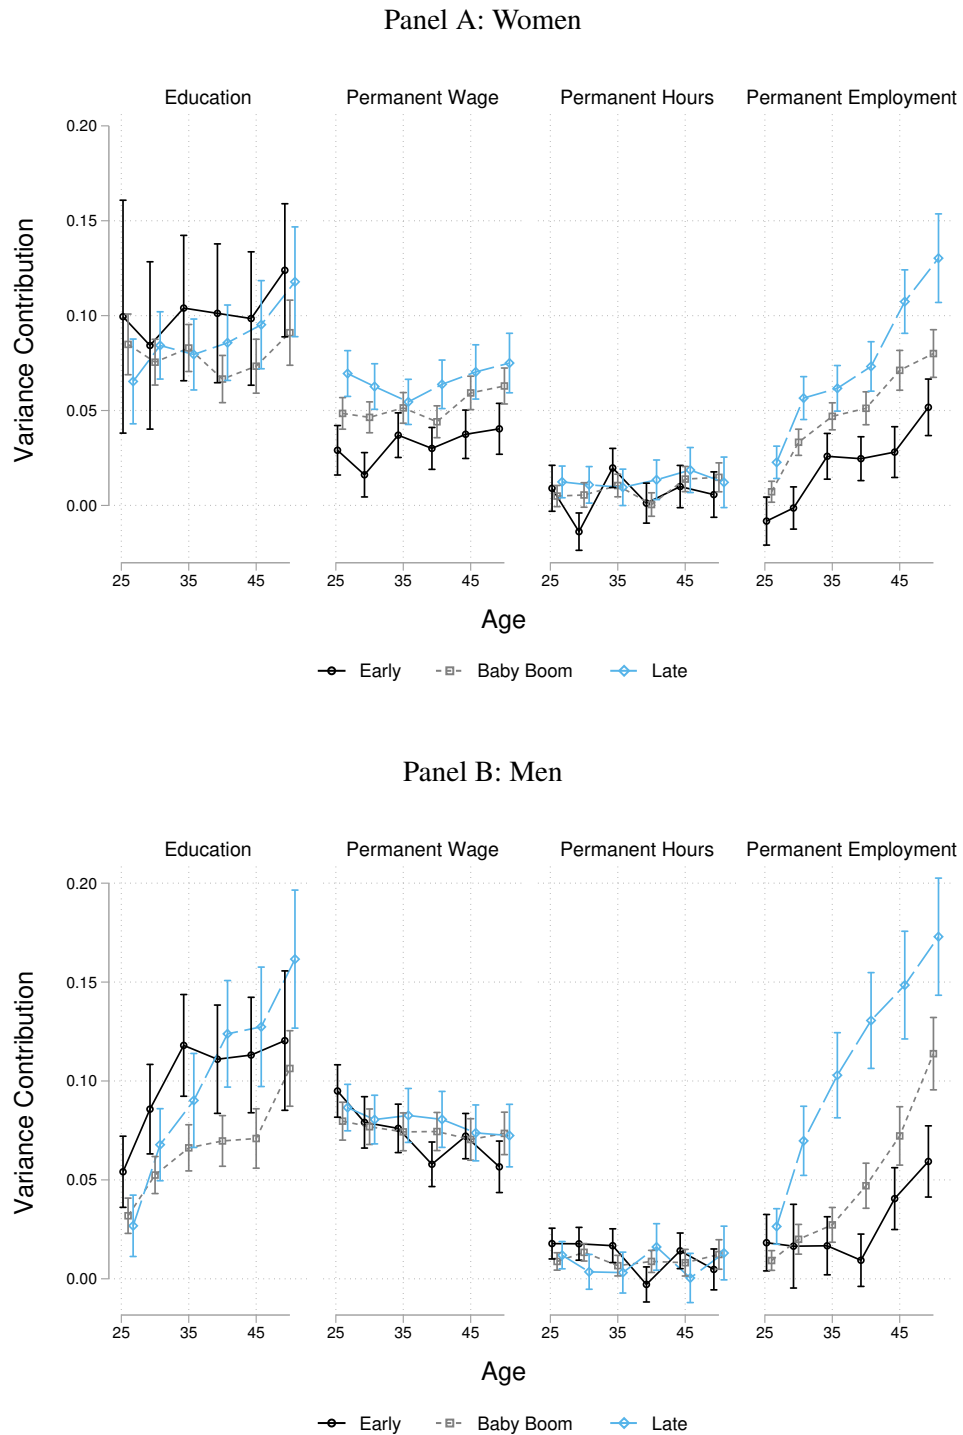 Panel A: Women
Education Permanent Wage Permanent Hours Permanent Employment
Variance Contribution
0.20
0.15
0.10
0.05
0.00
25 35 45 25 35 45 25 35 45 25 35 45
Age
Early Baby Boom Late
Panel B: Men
Education Permanent Wage Permanent Hours Permanent Employment
Variance Contribution
0.20
0.15
0.10
0.05
0.00
25 35 45 25 35 45 25 35 45 25 35 45
Age
Early Baby Boom Late